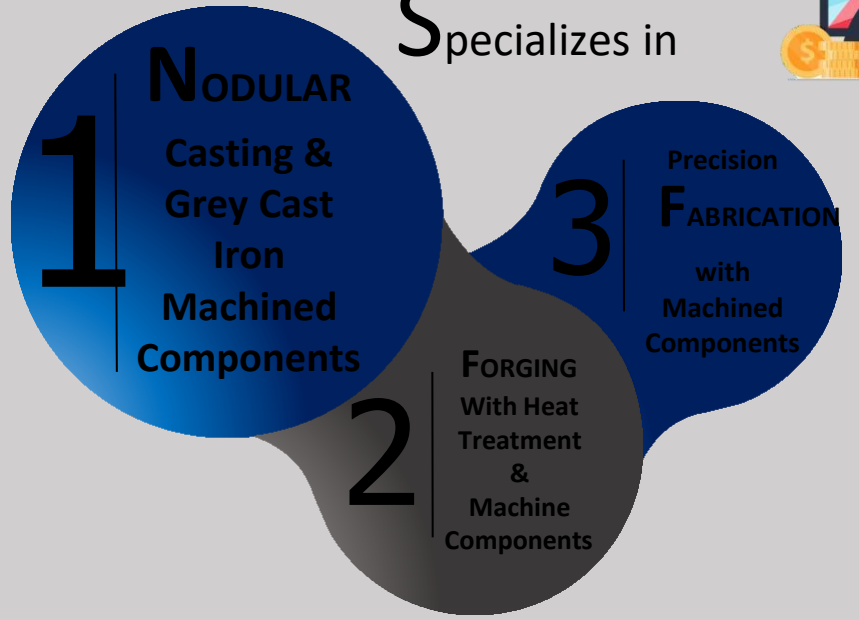 Specializes in
1
NODULAR
Casting &
Grey Cast
Iron
Machined
Components
2
FORGING
With Heat
Treatment
&
Machine
Components
3
Precision
FABRICATION
with
Machined
Components
$